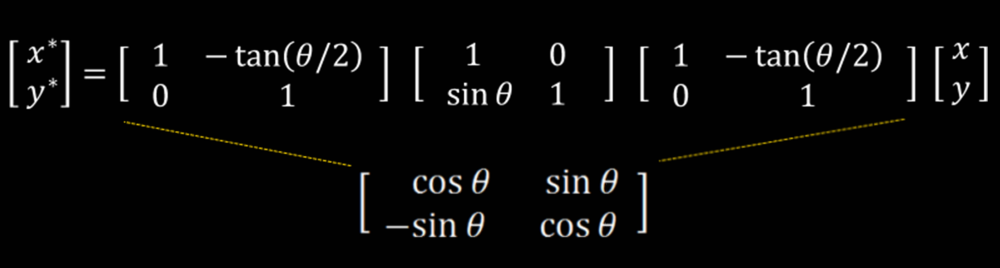 [x* y*] = [1 −tan(θ/2) 0 1] [1 0 sin θ 1] [1 −tan(θ/2) 0 1] [x y]
[cos θ sin θ −sin θ cos θ]